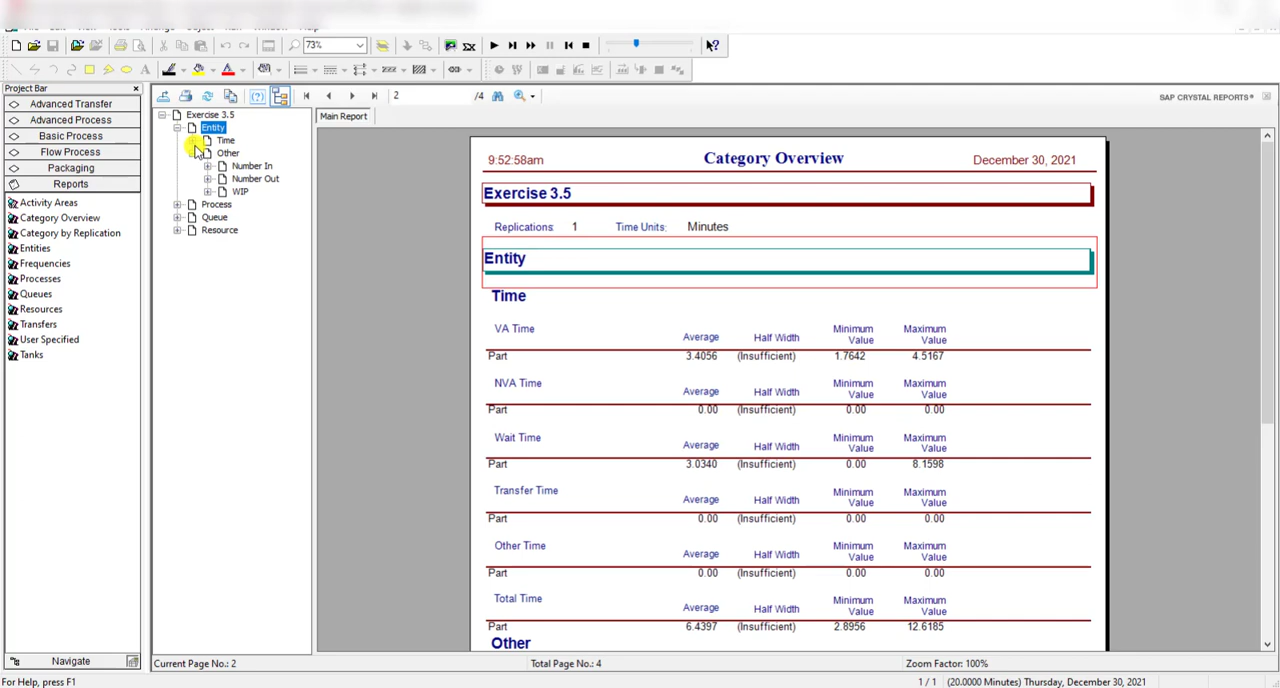 73%
Project Bar
Advanced Transfer
Advanced Process
Basic Process
Flow Process
Packaging
Reports
Activity Areas
Category Overview
Category by Replication
Entities
Frequencies
Processes
Queues
Resources
Transfers
User Specified
Tanks
Navigate
2 /4
SAP CRYSTAL REPORTS®
Exercise 3.5
Entity
Time
Other
Number In
Number Out
WIP
Process
Queue
Resource
Main Report
9:52:58am Category Overview December 30, 2021
Exercise 3.5
Replications: 1 Time Units: Minutes
Entity
Time
VA Time Average Half Width Minimum Value Maximum Value
Part 3.4056 (Insufficient) 1.7642 4.5167
NVA Time Average Half Width Minimum Value Maximum Value
Part 0.00 (Insufficient) 0.00 0.00
Wait Time Average Half Width Minimum Value Maximum Value
Part 3.0340 (Insufficient) 0.00 8.1598
Transfer Time Average Half Width Minimum Value Maximum Value
Part 0.00 (Insufficient) 0.00 0.00
Other Time Average Half Width Minimum Value Maximum Value
Part 0.00 (Insufficient) 0.00 0.00
Total Time Average Half Width Minimum Value Maximum Value
Part 6.4397 (Insufficient) 2.8956 12.6185
Other
Current Page No.: 2 Total Page No.: 4 Zoom Factor: 100%
For Help, press F1 1 / 1 (20.0000 Minutes) Thursday, December 30, 2021